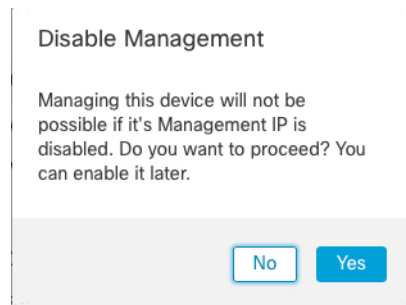 Disable Management
Managing this device will not be
possible if it's Management IP is
disabled. Do you want to proceed? You
can enable it later.
No
Yes